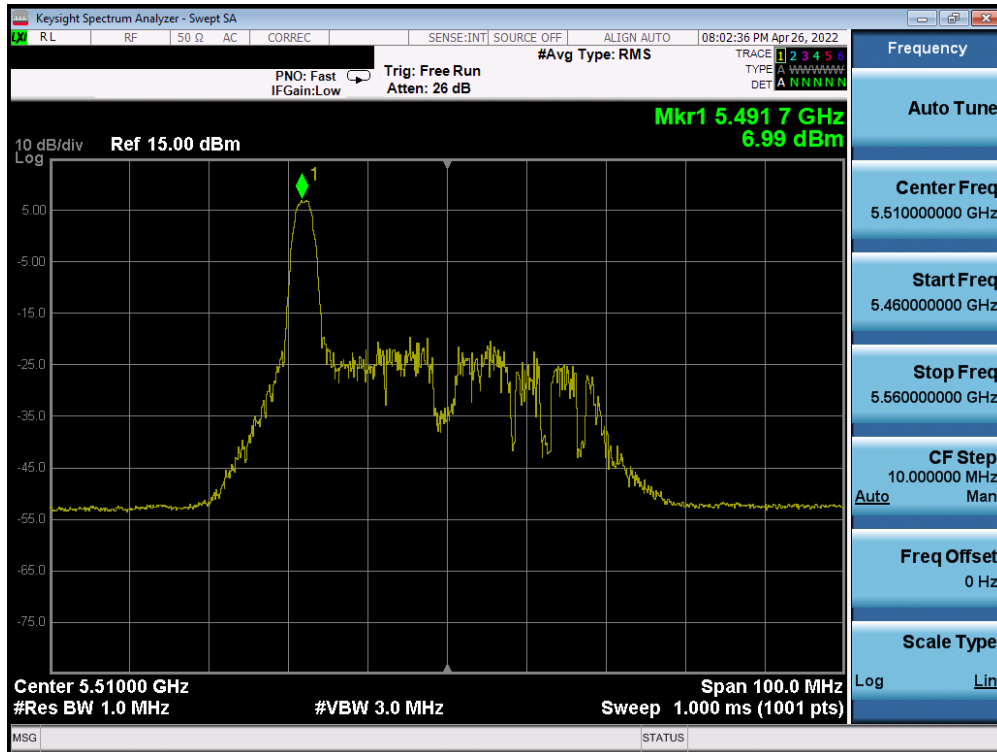 Keysight Spectrum Analyzer - Swept SA
LXI RL RF 50 Ω AC CORREC SENSE:INT SOURCE OFF ALIGN AUTO 08:02:36 PM Apr 26, 2022
#Avg Type: RMS
TRACE 1 2 3 4 5 6
TYPE A WWWWW
DET A N N N N N
PNO: Fast
IFGain:Low
Trig: Free Run
Atten: 26 dB
Mkr1 5.491 7 GHz
6.99 dBm
10 dB/div
Log
Ref 15.00 dBm
1
5.00
-5.00
-15.0
-25.0
-35.0
-45.0
-55.0
-65.0
-75.0
Center 5.51000 GHz
Span 100.0 MHz
#Res BW 1.0 MHz
#VBW 3.0 MHz
Sweep 1.000 ms (1001 pts)
MSG
STATUS
Frequency
Auto Tune
Center Freq
5.510000000 GHz
Start Freq
5.460000000 GHz
Stop Freq
5.560000000 GHz
CF Step
10.000000 MHz
Auto Man
Freq Offset
0 Hz
Scale Type
Log Lin